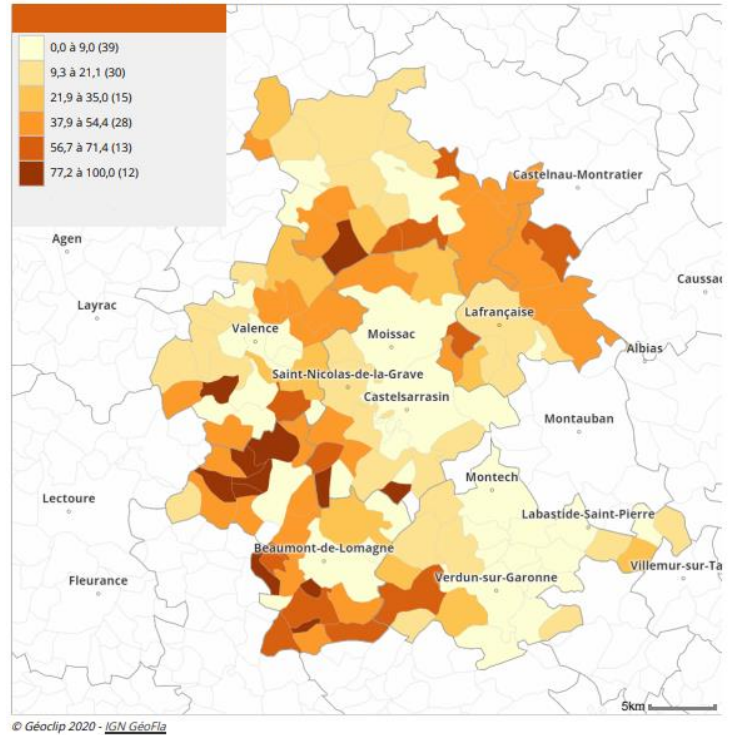 0,0 à 9,0 (39)
9,3 à 21,1 (30)
21,9 à 35,0 (15)
37,9 à 54,4 (28)
56,7 à 71,4 (13)
77,2 à 100,0 (12)
Castelnau-Montratier
Agen
Caussa
Layrac
Lafrançaise
Valence
Moissac
Albias
Saint-Nicolas-de-la-Grave
Castelsarrasin
Montauban
Montech
Lectoure
Labastide-Saint-Pierre
Beaumont-de-Lomagne
Villemur-sur-Ta
Fleurance
Verdun-sur-Garonne
5km
© Géoclip 2020 - IGN GéoFla